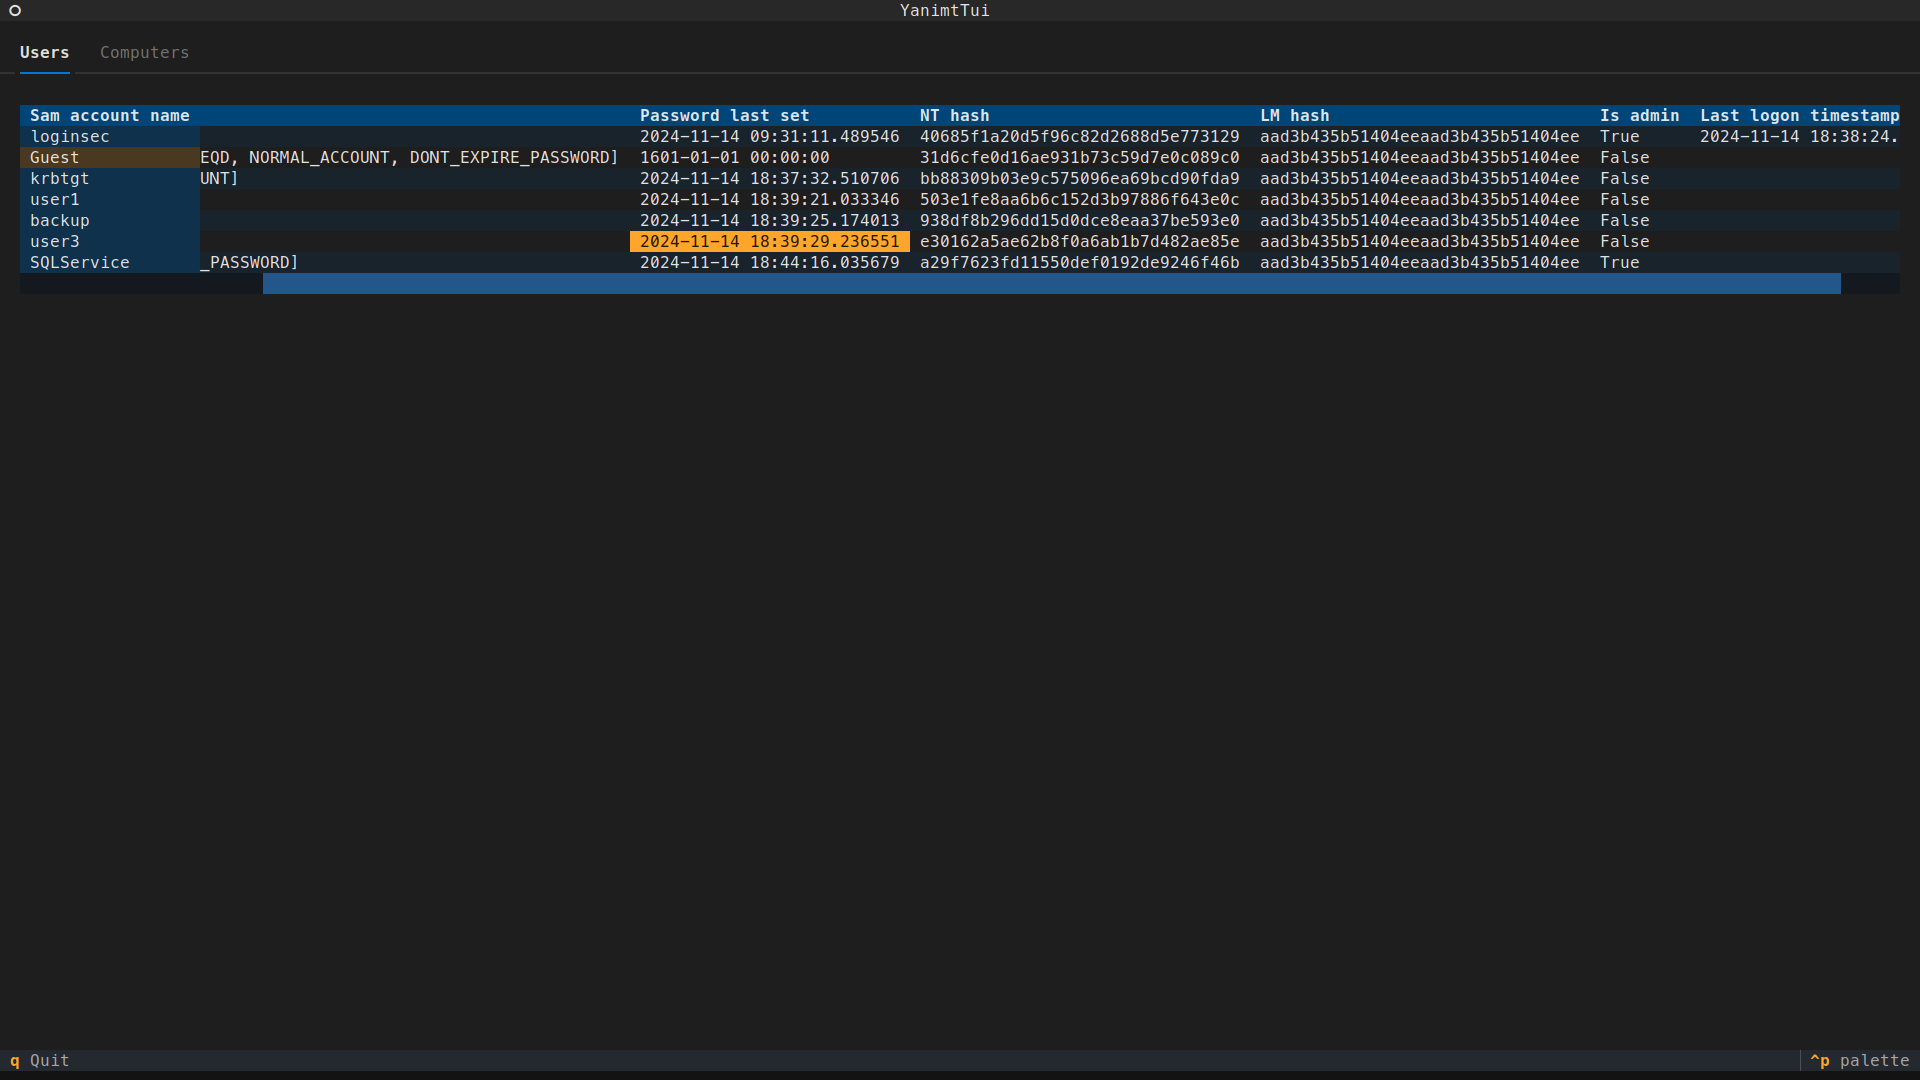 YanimtTui
Users Computers
Sam account name Password last set NT hash LM hash Is admin Last logon timestamp
loginsec 2024-11-14 09:31:11.489546 40685f1a20d5f96c82d2688d5e773129 aad3b435b51404eeaad3b435b51404ee True 2024-11-14 18:38:24.
Guest EQD, NORMAL_ACCOUNT, DONT_EXPIRE_PASSWORD] 1601-01-01 00:00:00 31d6cfe0d16ae931b73c59d7e0c089c0 aad3b435b51404eeaad3b435b51404ee False
krbtgt UNT] 2024-11-14 18:37:32.510706 bb88309b03e9c575096ea69bcd90fda9 aad3b435b51404eeaad3b435b51404ee False
user1 2024-11-14 18:39:21.033346 503e1fe8aa6b6c152d3b97886f643e0c aad3b435b51404eeaad3b435b51404ee False
backup 2024-11-14 18:39:25.174013 938df8b296dd15d0dce8eaa37be593e0 aad3b435b51404eeaad3b435b51404ee False
user3 2024-11-14 18:39:29.236551 e30162a5ae62b8f0a6ab1b7d482ae85e aad3b435b51404eeaad3b435b51404ee False
SQLService _PASSWORD] 2024-11-14 18:44:16.035679 a29f7623fd11550def0192de9246f46b aad3b435b51404eeaad3b435b51404ee True
q Quit ^p palette